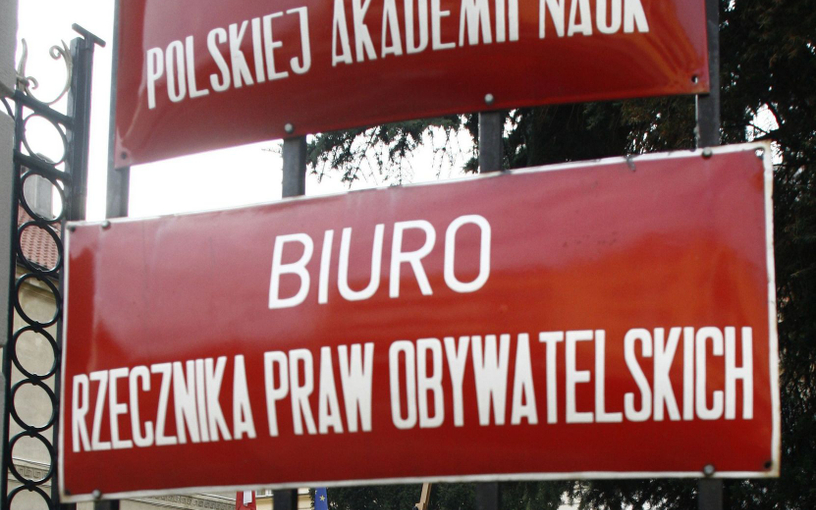 POLSKIEJ AKADEMII NAUK
BIURO
RZECZNIKA PRAW OBYWATELSKICH